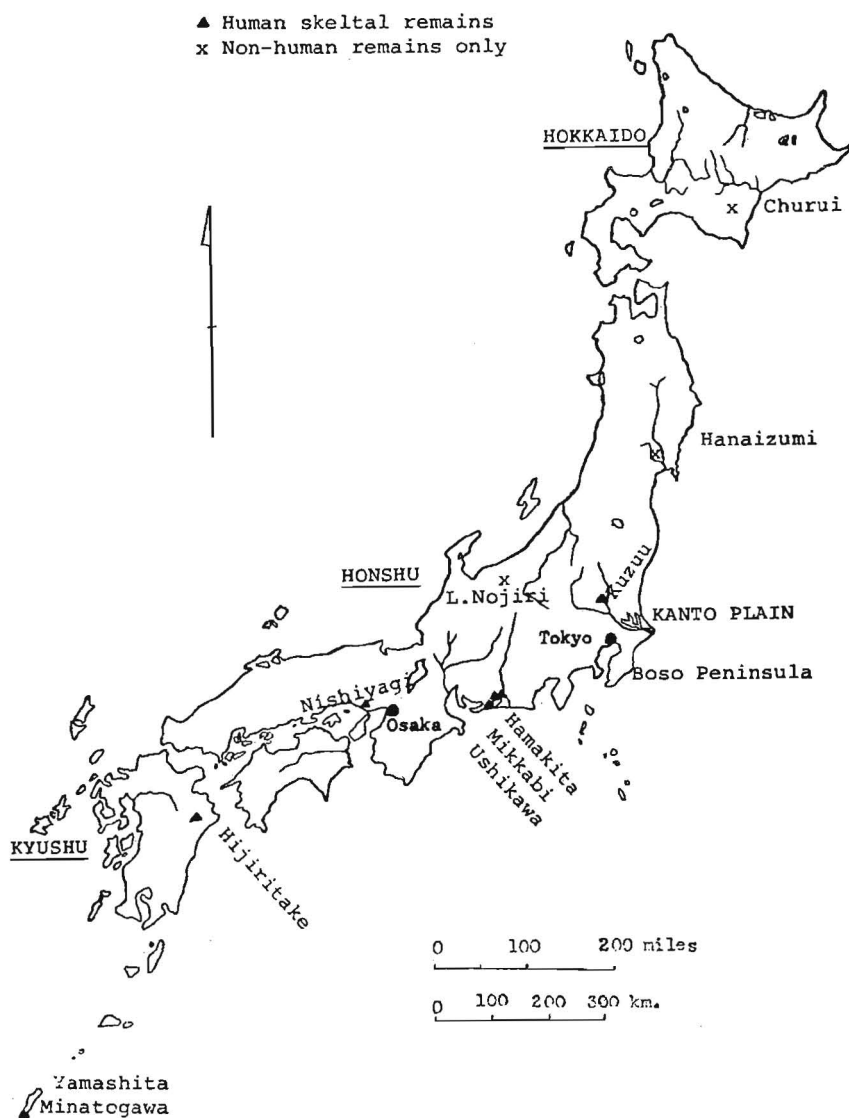 ▲ Human skeltal remains
x Non-human remains only
HOKKAIDO
x Churui
Hanaizumi
x
HONSHU
x
L.Nojiri
Kuzuu
KANTO PLAIN
Tokyo
Boso Peninsula
Nishiyagi
Osaka
Hamakita
Mikkabi
Ushikawa
KYUSHU
Hijiritake
0 100 200 miles
0 100 200 300 km.
Yamashita
Minatogawa